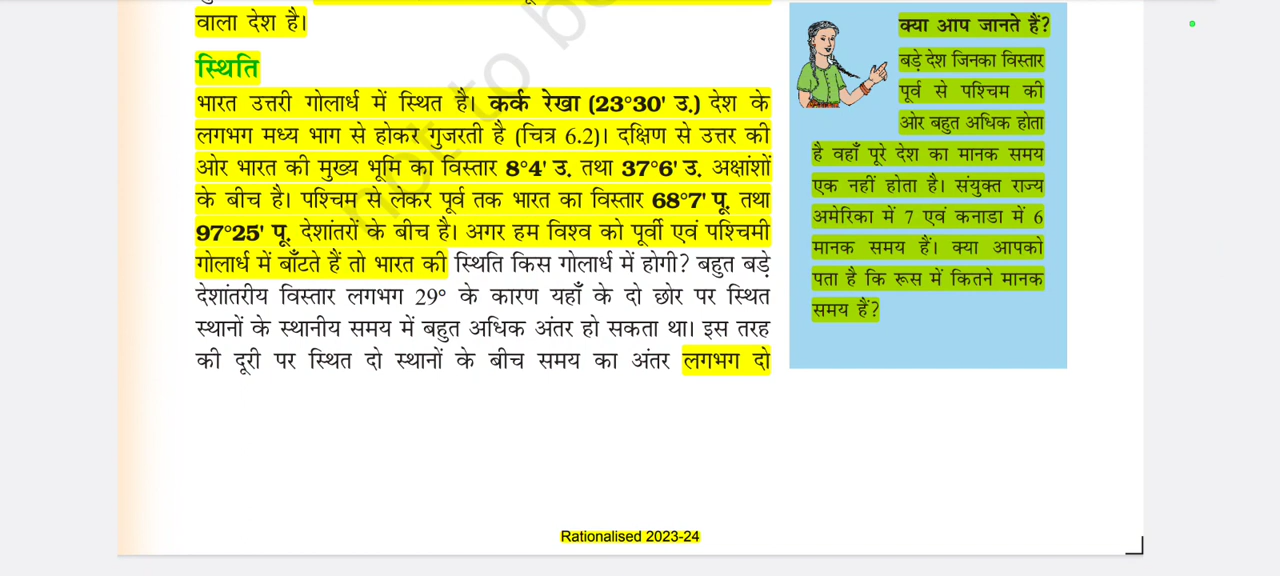 वाला देश है।
स्थिति
भारत उत्तरी गोलार्ध में स्थित है। कर्क रेखा (23°30' उ.) देश के
लगभग मध्य भाग से होकर गुजरती है (चित्र 6.2)। दक्षिण से उत्तर की
ओर भारत की मुख्य भूमि का विस्तार 8°4' उ. तथा 37°6' उ. अक्षांशों
के बीच है। पश्चिम से लेकर पूर्व तक भारत का विस्तार 68°7' पू. तथा
97°25' पू. देशांतरों के बीच है। अगर हम विश्व को पूर्वी एवं पश्चिमी
गोलार्ध में बाँटते हैं तो भारत की स्थिति किस गोलार्ध में होगी? बहुत बड़े
देशांतरीय विस्तार लगभग 29° के कारण यहाँ के दो छोर पर स्थित
स्थानों के स्थानीय समय में बहुत अधिक अंतर हो सकता था। इस तरह
की दूरी पर स्थित दो स्थानों के बीच समय का अंतर लगभग दो
क्या आप जानते हैं?
बड़े देश जिनका विस्तार
पूर्व से पश्चिम की
ओर बहुत अधिक होता
है वहाँ पूरे देश का मानक समय
एक नहीं होता है। संयुक्त राज्य
अमेरिका में 7 एवं कनाडा में 6
मानक समय हैं। क्या आपको
पता है कि रूस में कितने मानक
समय हैं?
not to b
Rationalised 2023-24